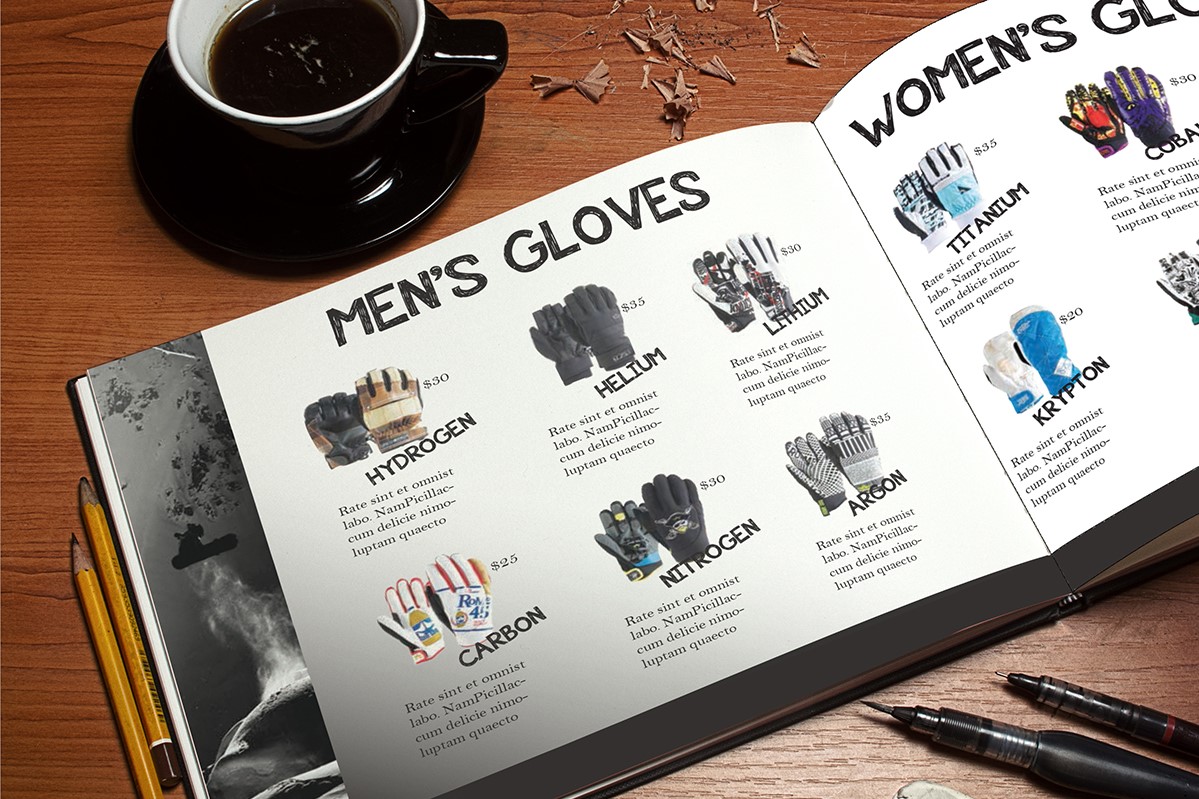 MEN'S GLOVES
$30
HYDROGEN
Rate sint et omnist
labo. NamPicillac-
cum delicie nimo-
luptam quaecto
$35
HELIUM
Rate sint et omnist
labo. NamPicillac-
cum delicie nimo-
luptam quaecto
$30
LITHIUM
Rate sint et omnist
labo. NamPicillac-
cum delicie nimo-
luptam quaecto
$25
CARBON
Rate sint et omnist
labo. NamPicillac-
cum delicie nimo-
luptam quaecto
$30
NITROGEN
Rate sint et omnist
labo. NamPicillac-
cum delicie nimo-
luptam quaecto
$35
ARGON
Rate sint et omnist
labo. NamPicillac-
cum delicie nimo-
luptam quaecto
WOMEN'S GLO
$35
TITANIUM
Rate sint et omnist
labo. NamPicillac-
cum delicie nimo-
luptam quaecto
$30
COBA
Rate sint et omnis
labo. NamPicilla
cum delicie nim
luptam quaecto
$20
KRYPTON
Rate sint et omnist
labo. NamPicillac-
cum delicie nimo-
luptam quaecto